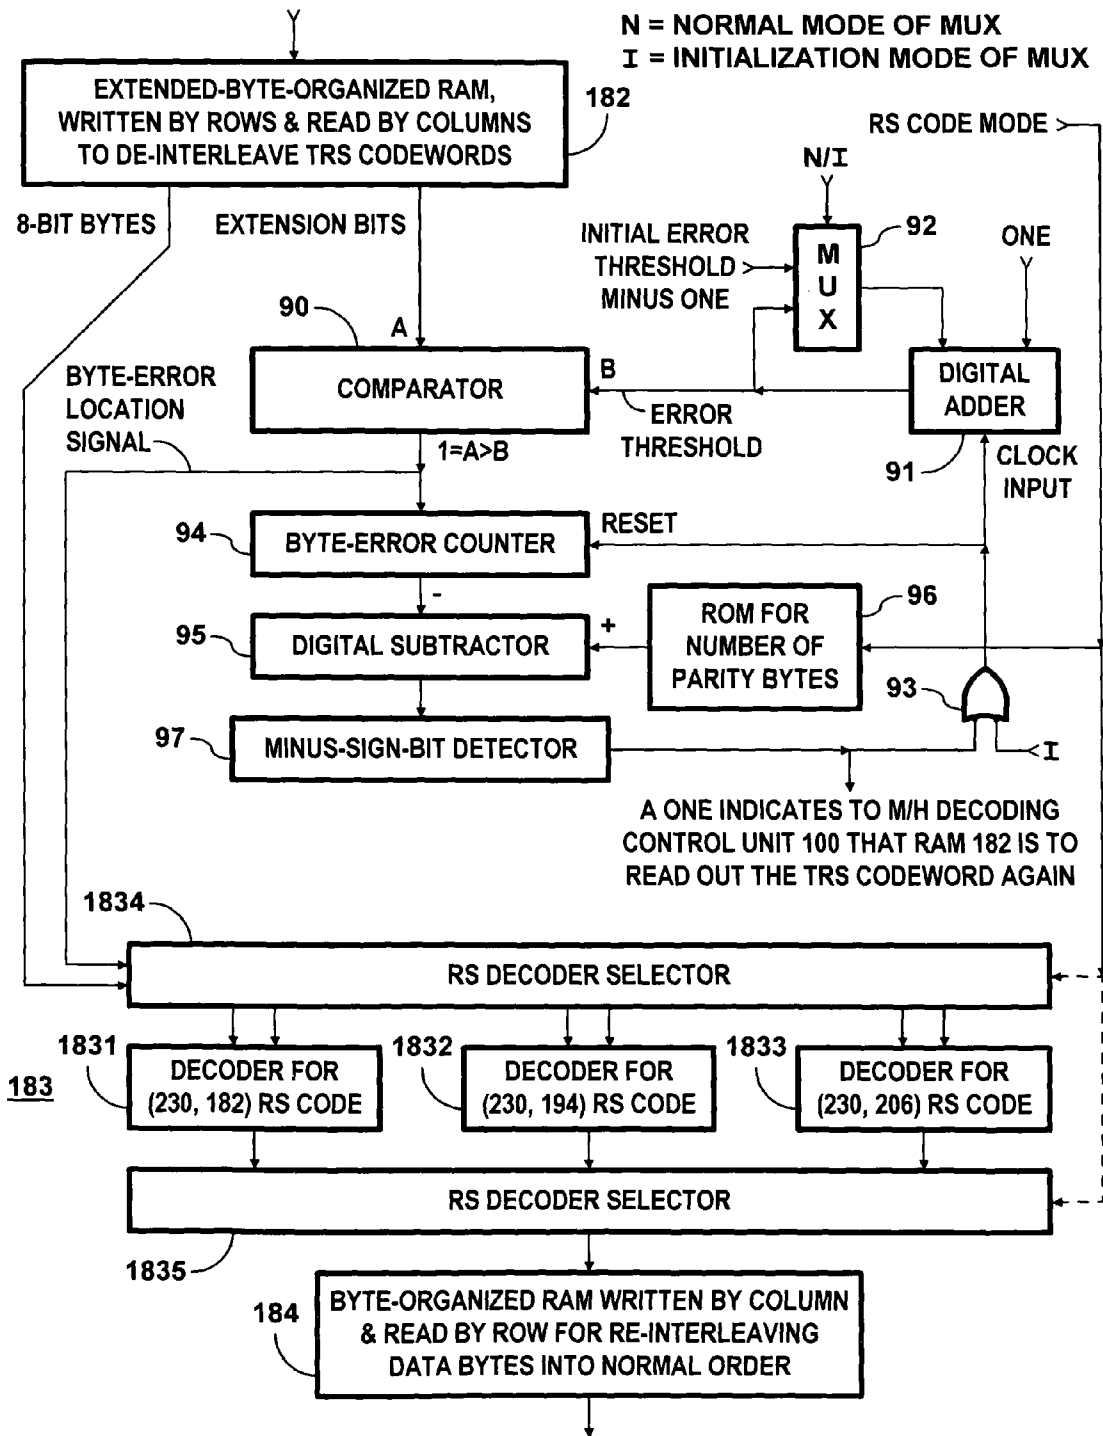 N = NORMAL MODE OF MUX
I = INITIALIZATION MODE OF MUX
EXTENDED-BYTE-ORGANIZED RAM,
WRITTEN BY ROWS & READ BY COLUMNS
TO DE-INTERLEAVE TRS CODEWORDS
182
RS CODE MODE
N/I
8-BIT BYTES
EXTENSION BITS
92
INITIAL ERROR
THRESHOLD
MINUS ONE
M
U
X
ONE
90
A
COMPARATOR
B
ERROR
THRESHOLD
DIGITAL
ADDER
91
CLOCK
INPUT
BYTE-ERROR
LOCATION
SIGNAL
1=A>B
94
BYTE-ERROR COUNTER
RESET
-
95
DIGITAL SUBTRACTOR
+
ROM FOR
NUMBER OF
PARITY BYTES
96
93
97
MINUS-SIGN-BIT DETECTOR
I
A ONE INDICATES TO M/H DECODING
CONTROL UNIT 100 THAT RAM 182 IS TO
READ OUT THE TRS CODEWORD AGAIN
1834
RS DECODER SELECTOR
1831
DECODER FOR
(230, 182) RS CODE
1832
DECODER FOR
(230, 194) RS CODE
1833
DECODER FOR
(230, 206) RS CODE
183
RS DECODER SELECTOR
1835
184
BYTE-ORGANIZED RAM WRITTEN BY COLUMN
& READ BY ROW FOR RE-INTERLEAVING
DATA BYTES INTO NORMAL ORDER